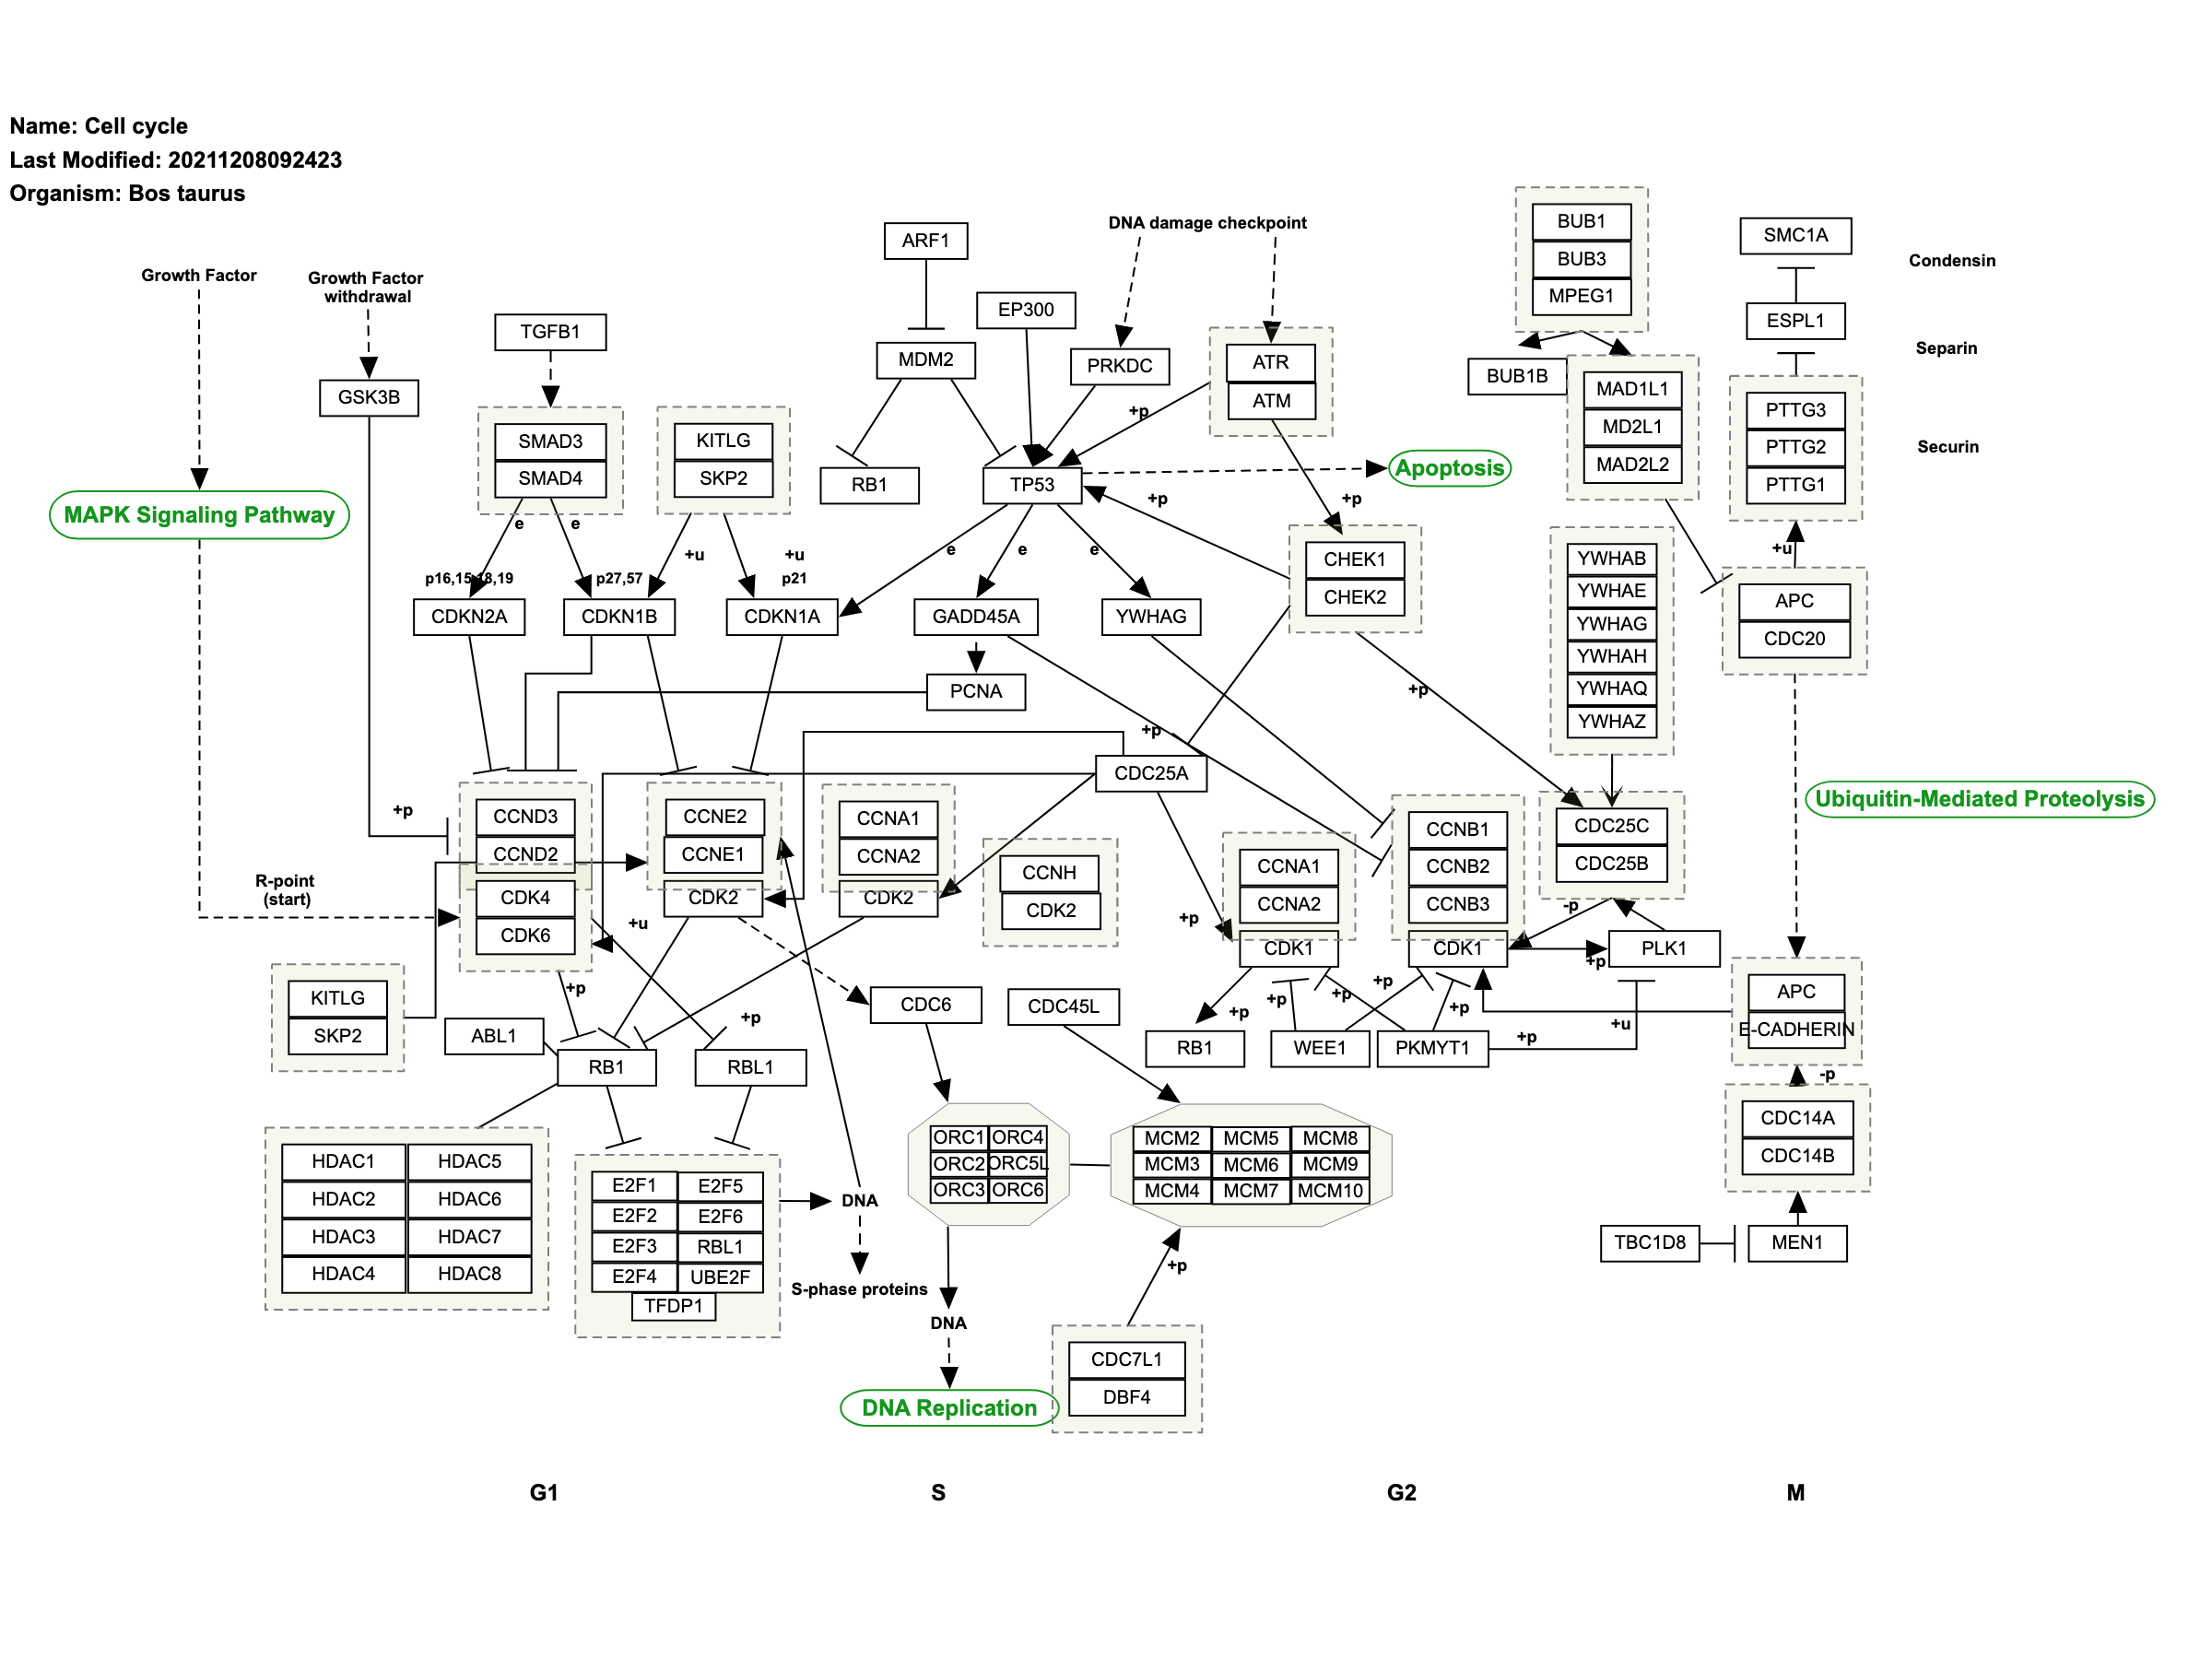 Name: Cell cycle
Last Modified: 20211208092423
Organism: Bos taurus
Growth Factor
Growth Factor
withdrawal
GSK3B
MAPK Signaling Pathway
TGFB1
SMAD3
SMAD4
e
e
KITLG
SKP2
+u
+u
p16,15,18,19
p27,57
p21
CDKN2A
CDKN1B
CDKN1A
ARF1
MDM2
RB1
EP300
DNA damage checkpoint
PRKDC
ATR
ATM
+p
TP53
Apoptosis
+p
+p
e
e
e
GADD45A
YWHAG
PCNA
CHEK1
CHEK2
+p
+p
CDC25A
BUB1
BUB3
MPEG1
BUB1B
MAD1L1
MD2L1
MAD2L2
SMC1A
Condensin
ESPL1
Separin
PTTG3
PTTG2
PTTG1
Securin
+u
APC
CDC20
YWHAB
YWHAE
YWHAG
YWHAH
YWHAQ
YWHAZ
CDC25C
CDC25B
Ubiquitin-Mediated Proteolysis
+p
R-point
(start)
CCND3
CCND2
CDK4
CDK6
CCNE2
CCNE1
CDK2
CCNA1
CCNA2
CDK2
CCNH
CDK2
+p
CCNA1
CCNA2
CDK1
CCNB1
CCNB2
CCNB3
CDK1
-p
+p
PLK1
+u
+p
KITLG
SKP2
ABL1
RB1
RBL1
+p
CDC6
CDC45L
RB1
+p
+p
+p
+p
+p
WEE1
PKMYT1
+p
+u
APC
E-CADHERIN
-p
CDC14A
CDC14B
TBC1D8
MEN1
HDAC1
HDAC5
HDAC2
HDAC6
HDAC3
HDAC7
HDAC4
HDAC8
E2F1
E2F5
E2F2
E2F6
E2F3
RBL1
E2F4
UBE2F
TFDP1
DNA
S-phase proteins
ORC1
ORC4
ORC2
ORC5L
ORC3
ORC6
MCM2
MCM5
MCM8
MCM3
MCM6
MCM9
MCM4
MCM7
MCM10
+p
DNA
DNA Replication
CDC7L1
DBF4
G1
S
G2
M